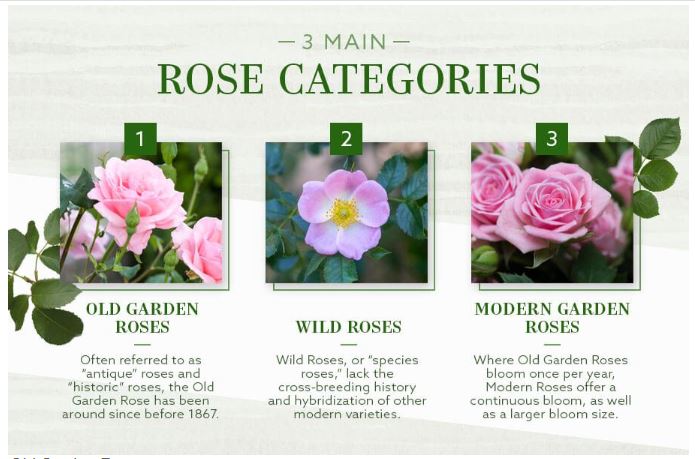 3 MAIN
ROSE CATEGORIES
1
2
3
OLD GARDEN
ROSES
Often referred to as
“antique” roses and
“historic” roses, the Old
Garden Rose has been
around since before 1867.
WILD ROSES
Wild Roses, or “species
roses,” lack the
cross-breeding history
and hybridization of other
modern varieties.
MODERN GARDEN
ROSES
Where Old Garden Roses
bloom once per year,
Modern Roses offer a
continuous bloom, as well
as a larger bloom size.